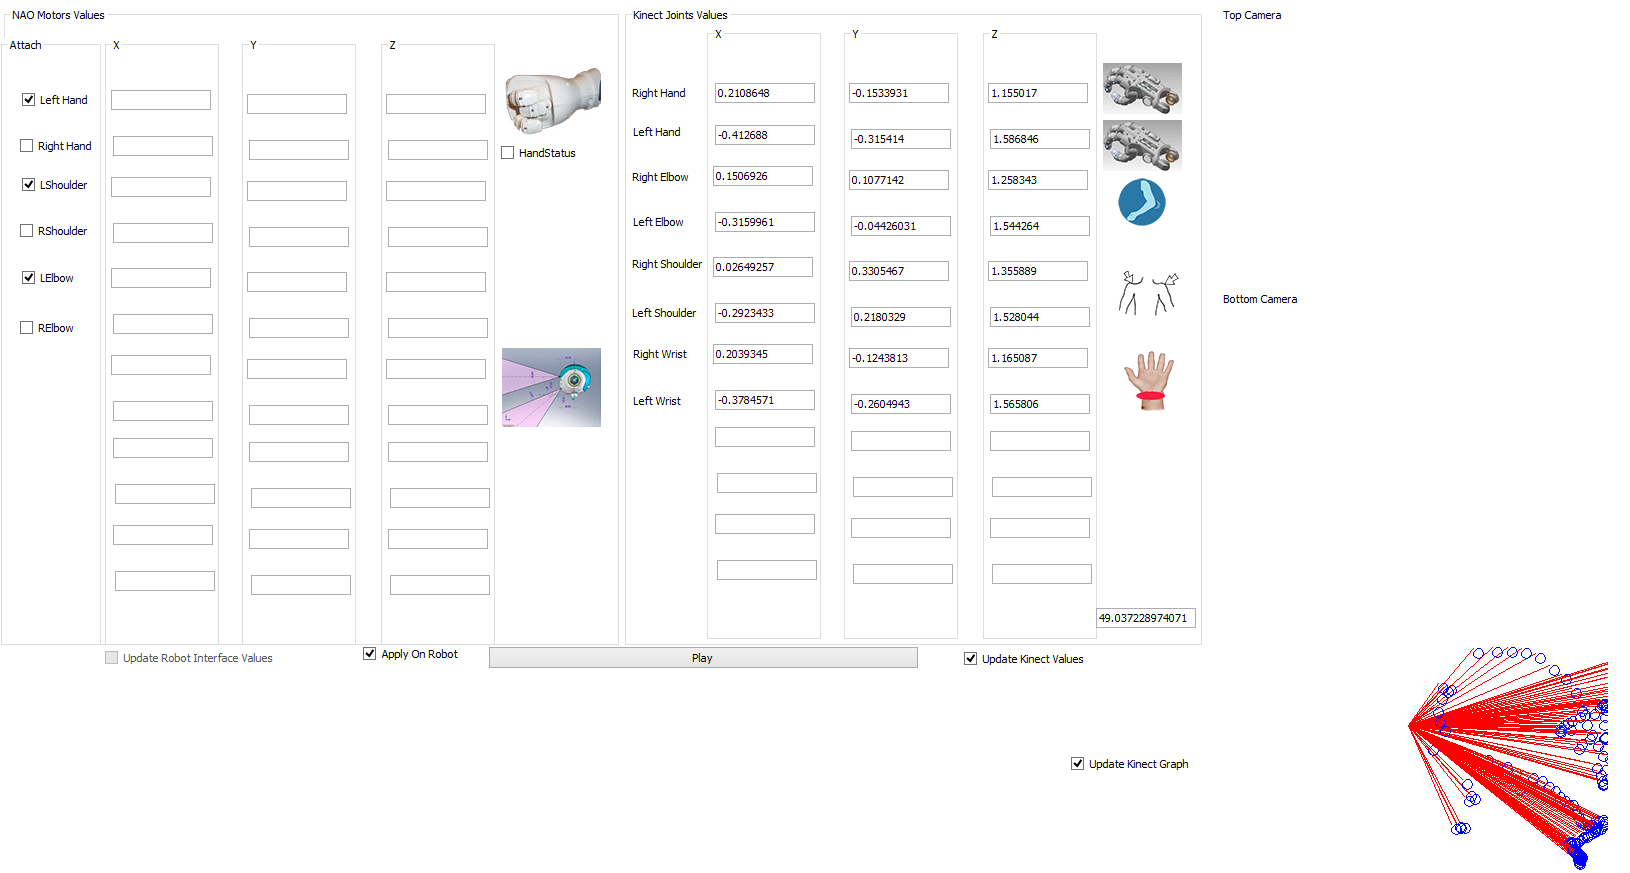 NAO Motors Values
Kinect Joints Values
Top Camera
Attach
X
Y
Z
X
Y
Z
Left Hand
Right Hand
LShoulder
RShoulder
LElbow
RElbow
HandStatus
Right Hand 0.2108648 -0.1533931 1.155017
Left Hand -0.412688 -0.315414 1.586846
Right Elbow 0.1506926 0.1077142 1.258343
Left Elbow -0.3159961 -0.04426031 1.544264
Right Shoulder 0.02649257 0.3305467 1.355889
Left Shoulder -0.2923433 0.2180329 1.528044
Right Wrist 0.2039345 -0.1243813 1.165087
Left Wrist -0.3784571 -0.2604943 1.565806
Bottom Camera
49.037228974071
Update Robot Interface Values
Apply On Robot
Play
Update Kinect Values
Update Kinect Graph